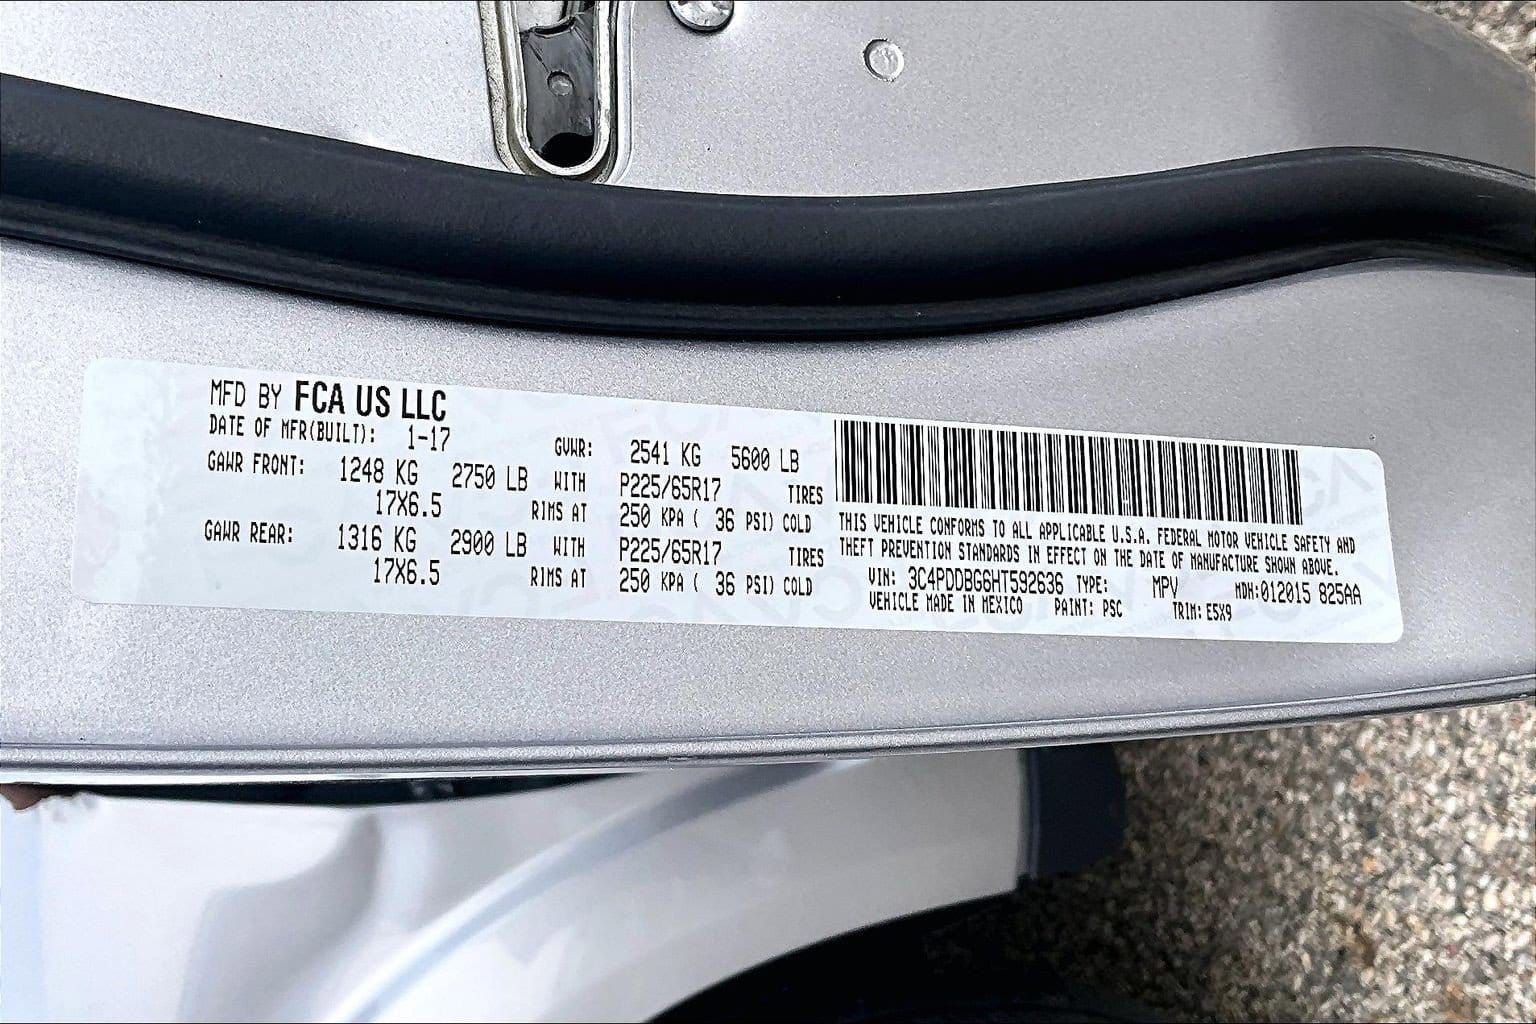 MFD BY FCA US LLC
DATE OF MFR(BUILT): 1-17 GVWR: 2541 KG 5600 LB
GAWR FRONT: 1248 KG 2750 LB WITH P225/65R17 TIRES
17X6.5 RIMS AT 250 KPA ( 36 PSI) COLD
GAWR REAR: 1316 KG 2900 LB WITH P225/65R17 TIRES
17X6.5 RIMS AT 250 KPA ( 36 PSI) COLD
THIS VEHICLE CONFORMS TO ALL APPLICABLE U.S.A. FEDERAL MOTOR VEHICLE SAFETY AND
THEFT PREVENTION STANDARDS IN EFFECT ON THE DATE OF MANUFACTURE SHOWN ABOVE.
VIN: 3C4PDDBG6HT592636 TYPE: MPV MDH:012015 825AA
VEHICLE MADE IN MEXICO PAINT: PSC TRIM: E5X9